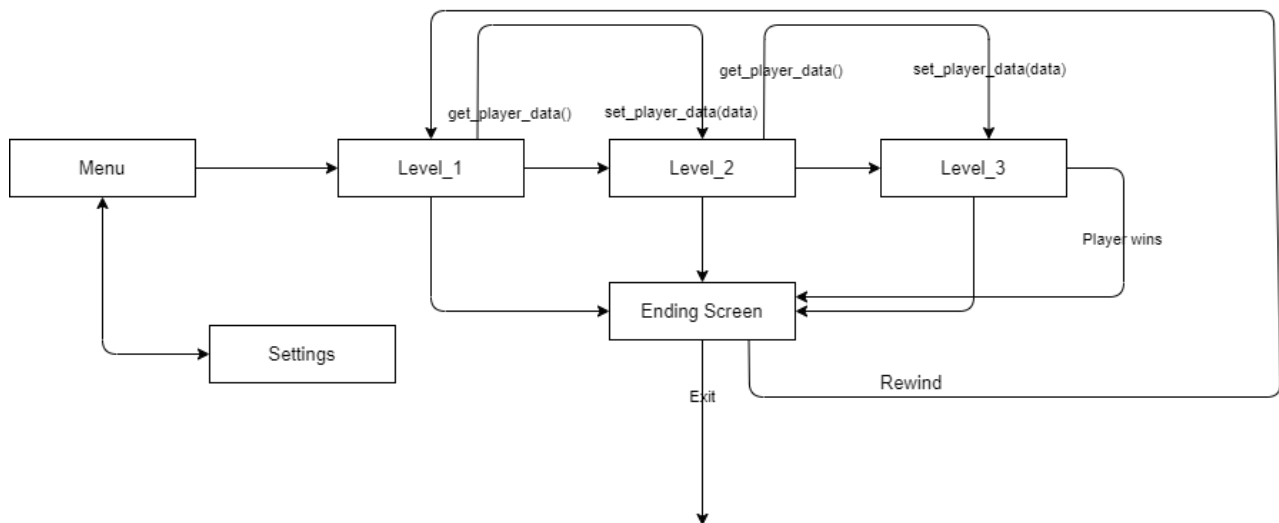 get_player_data()
set_player_data(data)
get_player_data()
set_player_data(data)
Menu
Level_1
Level_2
Level_3
Player wins
Ending Screen
Settings
Rewind
Exit